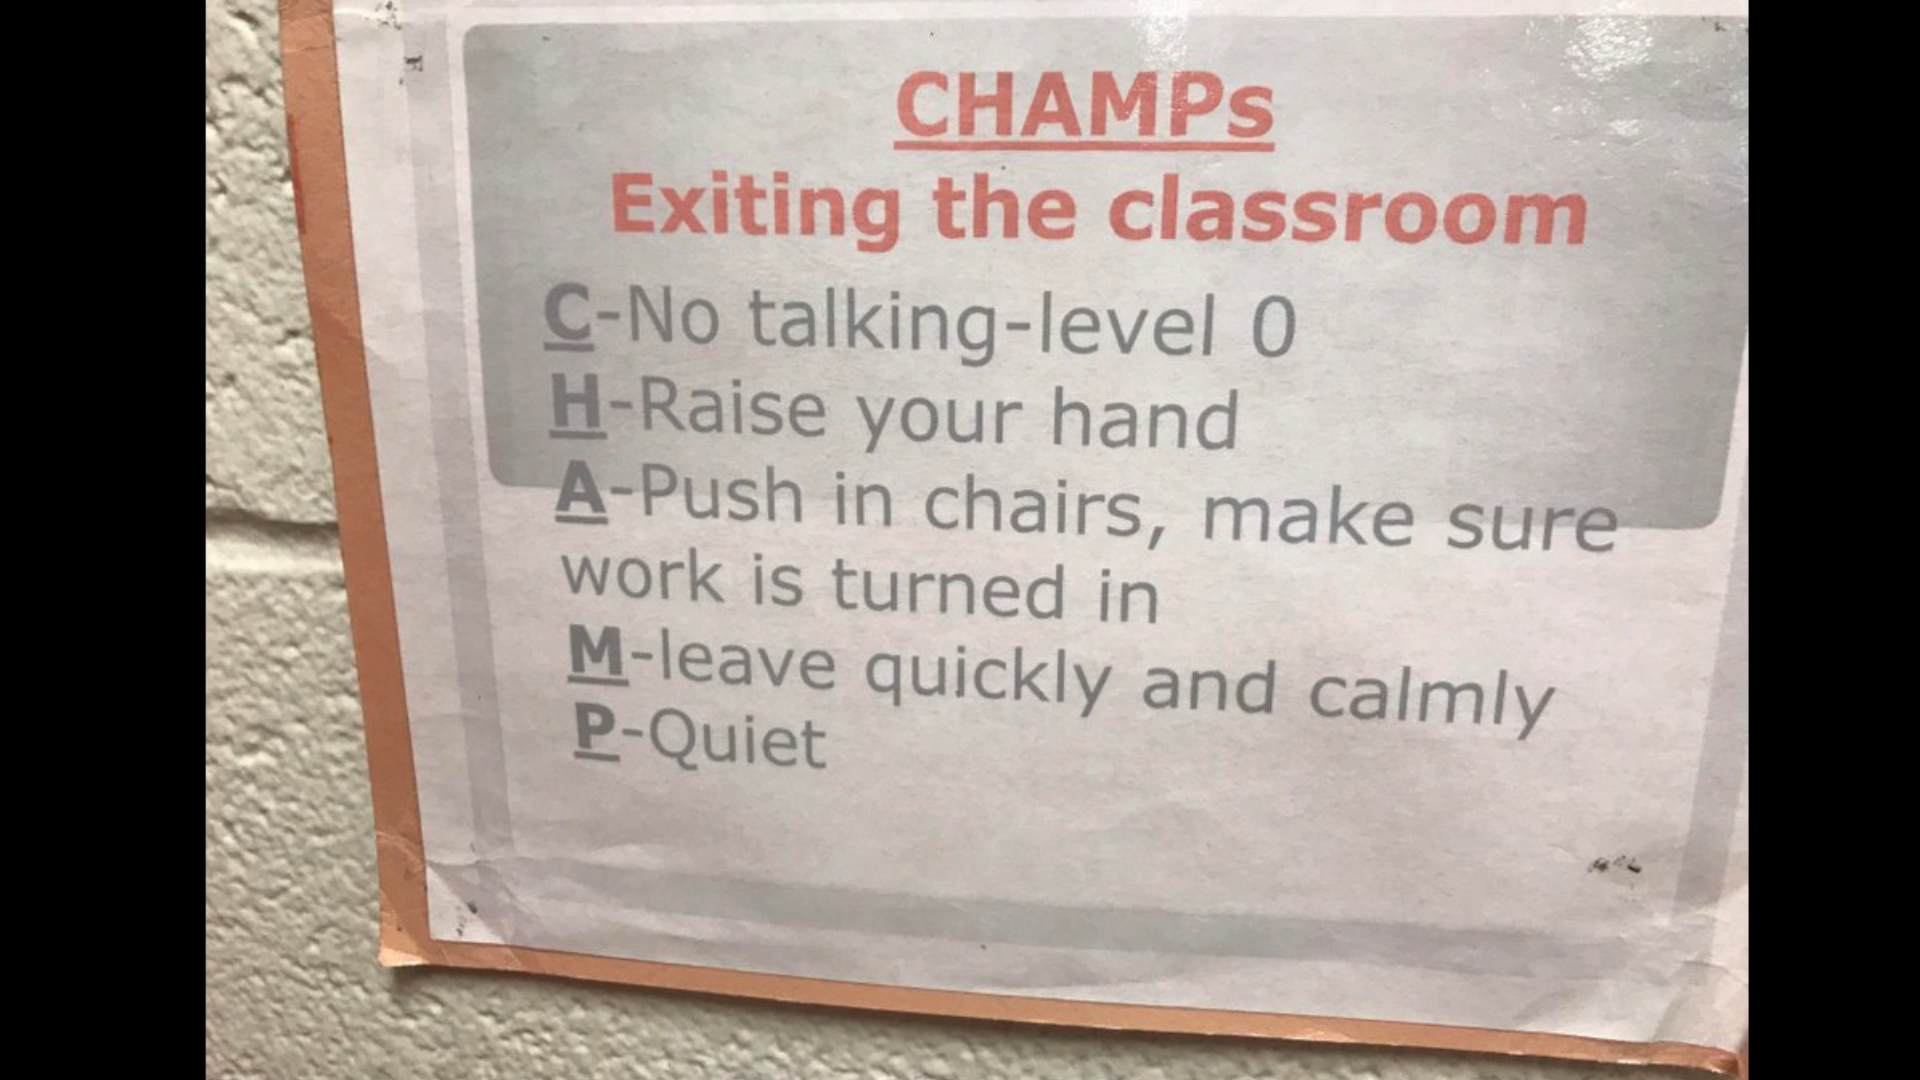 CHAMPs
Exiting the classroom
C-No talking-level 0
H-Raise your hand
A-Push in chairs, make sure
work is turned in
M-leave quickly and calmly
P-Quiet